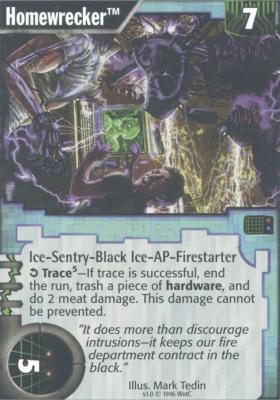 Homewrecker™
7
Ice-Sentry-Black Ice-AP-Firestarter
Trace⁵—If trace is successful, end
the run, trash a piece of hardware, and
do 2 meat damage. This damage cannot
be prevented.
"It does more than discourage
intrusions—it keeps our fire
department contract in the
black."
5
Illus. Mark Tedin
v1.0 © 1996 WotC